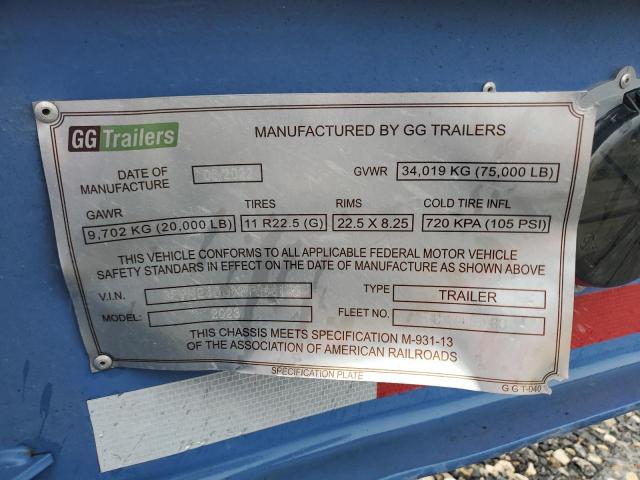 GG Trailers
MANUFACTURED BY GG TRAILERS
DATE OF MANUFACTURE
GVWR 34,019 KG (75,000 LB)
GAWR TIRES RIMS COLD TIRE INFL
9,702 KG (20,000 LB) 11 R22.5 (G) 22.5 X 8.25 720 KPA (105 PSI)
THIS VEHICLE CONFORMS TO ALL APPLICABLE FEDERAL MOTOR VEHICLE
SAFETY STANDARS IN EFFECT ON THE DATE OF MANUFACTURE AS SHOWN ABOVE
V.I.N. TYPE TRAILER
MODEL: 2023 FLEET NO.
THIS CHASSIS MEETS SPECIFICATION M-931-13
OF THE ASSOCIATION OF AMERICAN RAILROADS
SPECIFICATION PLATE
G G T-040